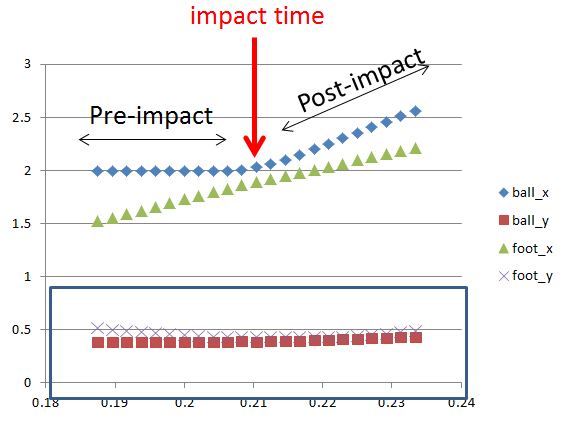 impact time
Pre-impact
Post-impact
3
2.5
2
1.5
1
0.5
0
0.18
0.19
0.2
0.21
0.22
0.23
0.24
ball_x
ball_y
foot_x
foot_y